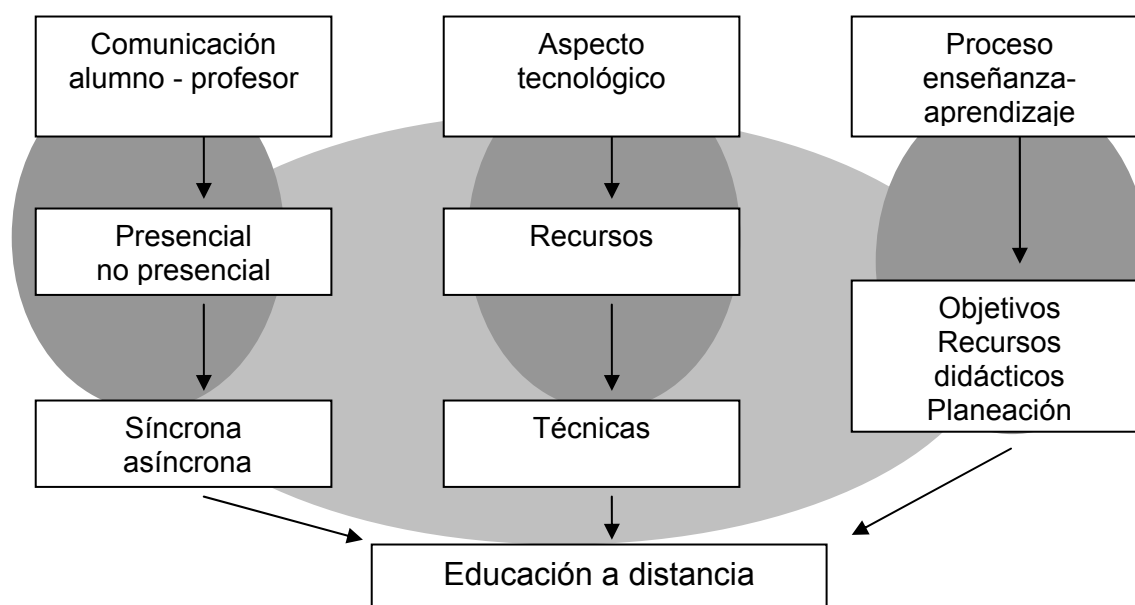 Comunicación
alumno - profesor
Aspecto
tecnológico
Proceso
enseñanza-
aprendizaje
Presencial
no presencial
Recursos
Objetivos
Recursos
didácticos
Planeación
Síncrona
asíncrona
Técnicas
Educación a distancia